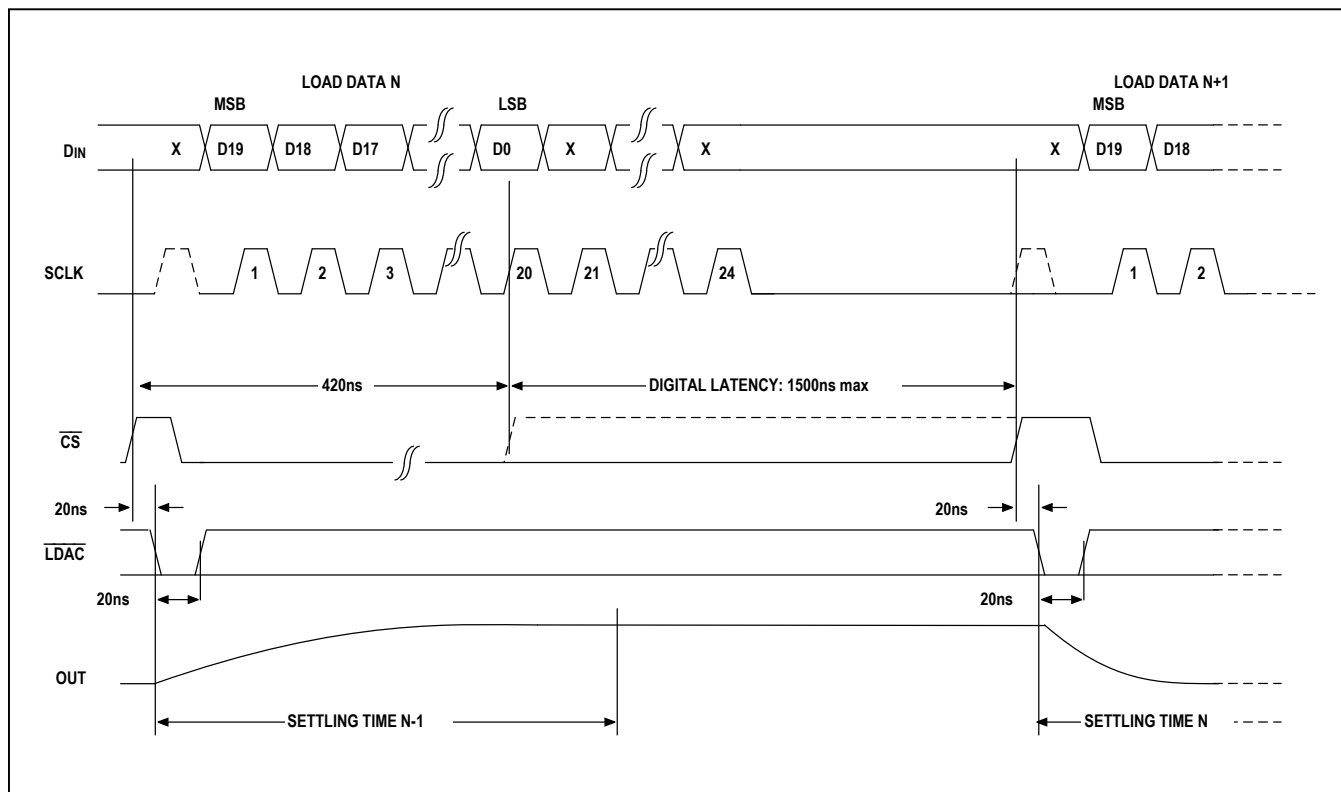 LOAD DATA N LOAD DATA N+1
MSB LSB MSB
DIN X D19 D18 D17 D0 X X X D19 D18
SCLK 1 2 3 20 21 24 1 2
420ns DIGITAL LATENCY: 1500ns max
CS
20ns 20ns
LDAC
20ns 20ns
OUT
SETTLING TIME N-1 SETTLING TIME N